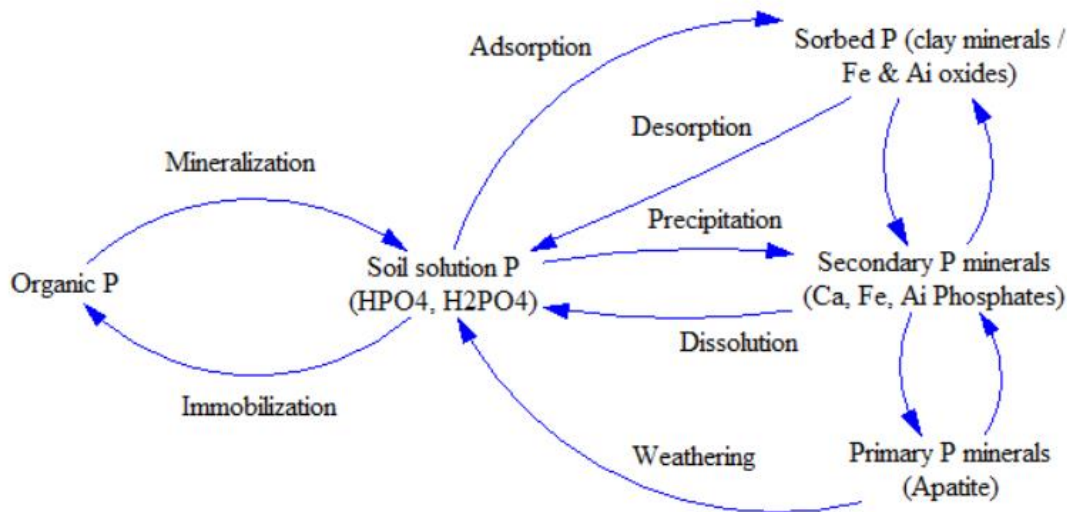 Adsorption
Sorbed P (clay minerals /
Fe & Ai oxides)
Desorption
Mineralization
Precipitation
Organic P
Soil solution P
(HPO4, H2PO4)
Secondary P minerals
(Ca, Fe, Ai Phosphates)
Dissolution
Immobilization
Weathering
Primary P minerals
(Apatite)